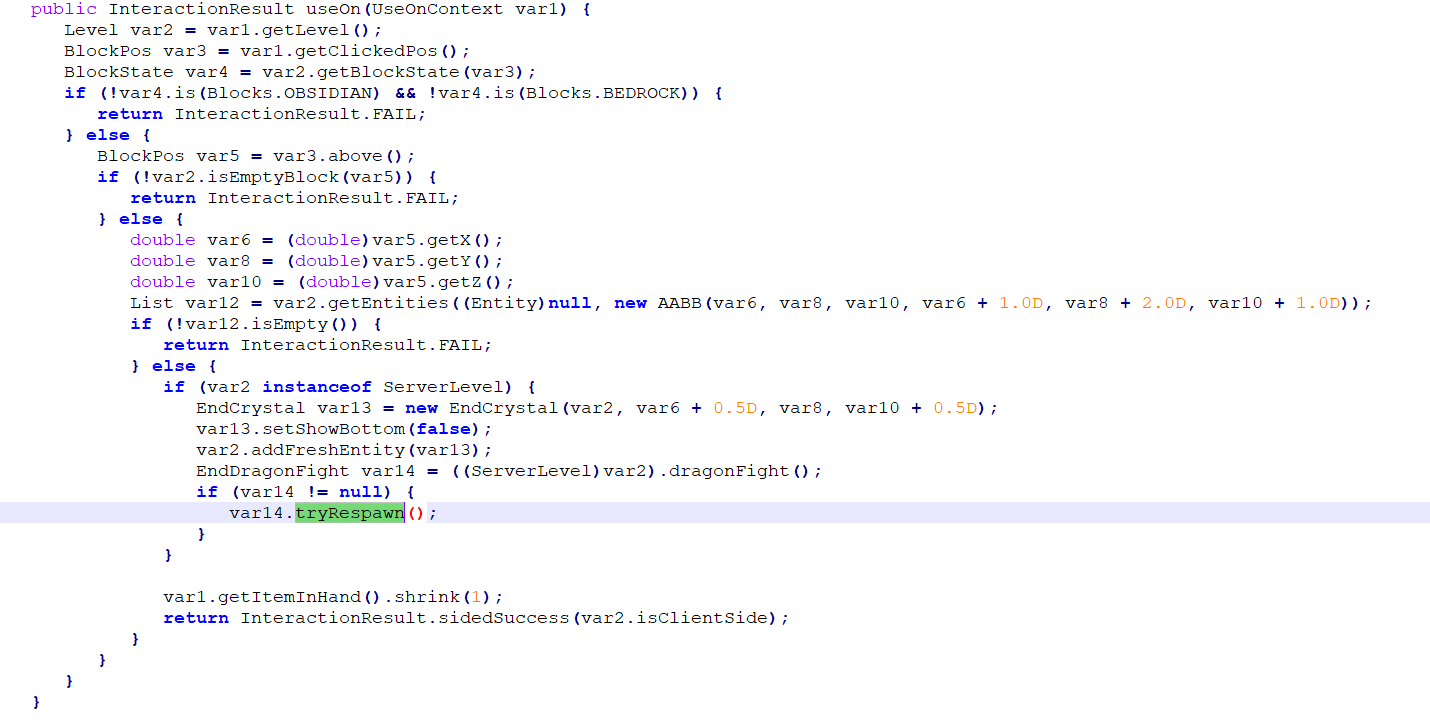 public InteractionResult useOn(UseOnContext var1) {
Level var2 = var1.getLevel();
BlockPos var3 = var1.getClickedPos();
BlockState var4 = var2.getBlockState(var3);
if (!var4.is(Blocks.OBSIDIAN) && !var4.is(Blocks.BEDROCK)) {
return InteractionResult.FAIL;
} else {
BlockPos var5 = var3.above();
if (!var2.isEmptyBlock(var5)) {
return InteractionResult.FAIL;
} else {
double var6 = (double)var5.getX();
double var8 = (double)var5.getY();
double var10 = (double)var5.getZ();
List var12 = var2.getEntities((Entity)null, new AABB(var6, var8, var10, var6 + 1.0D, var8 + 2.0D, var10 + 1.0D));
if (!var12.isEmpty()) {
return InteractionResult.FAIL;
} else {
if (var2 instanceof ServerLevel) {
EndCrystal var13 = new EndCrystal(var2, var6 + 0.5D, var8, var10 + 0.5D);
var13.setShowBottom(false);
var2.addFreshEntity(var13);
EndDragonFight var14 = ((ServerLevel)var2).dragonFight();
if (var14 != null) {
var14.tryRespawn();
}
}
var1.getItemInHand().shrink(1);
return InteractionResult.sidedSuccess(var2.isClientSide);
}
}
}
}